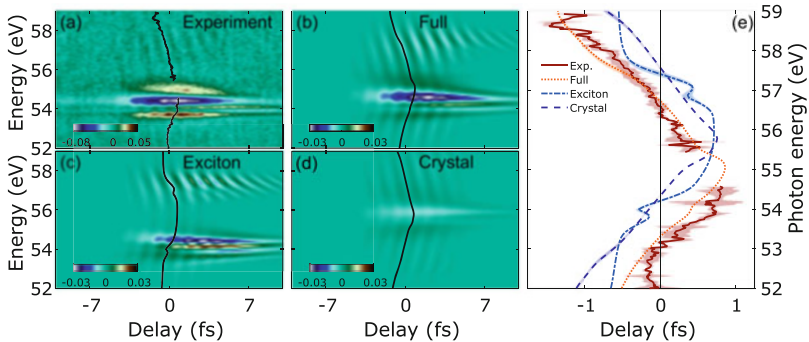 (a) Experiment
(b) Full
(e)
58
56
54
52
Energy (eV)
-0.08 0 0.05
-0.03 0 0.03
Exp.
Full
Exciton
Crystal
59
58
57
56
55
54
53
52
Photon energy (eV)
(c) Exciton
(d) Crystal
58
56
54
52
Energy (eV)
-0.03 0 0.03
-0.03 0 0.03
-7 0 7
-7 0 7
-1 0 1
Delay (fs)
Delay (fs)
Delay (fs)